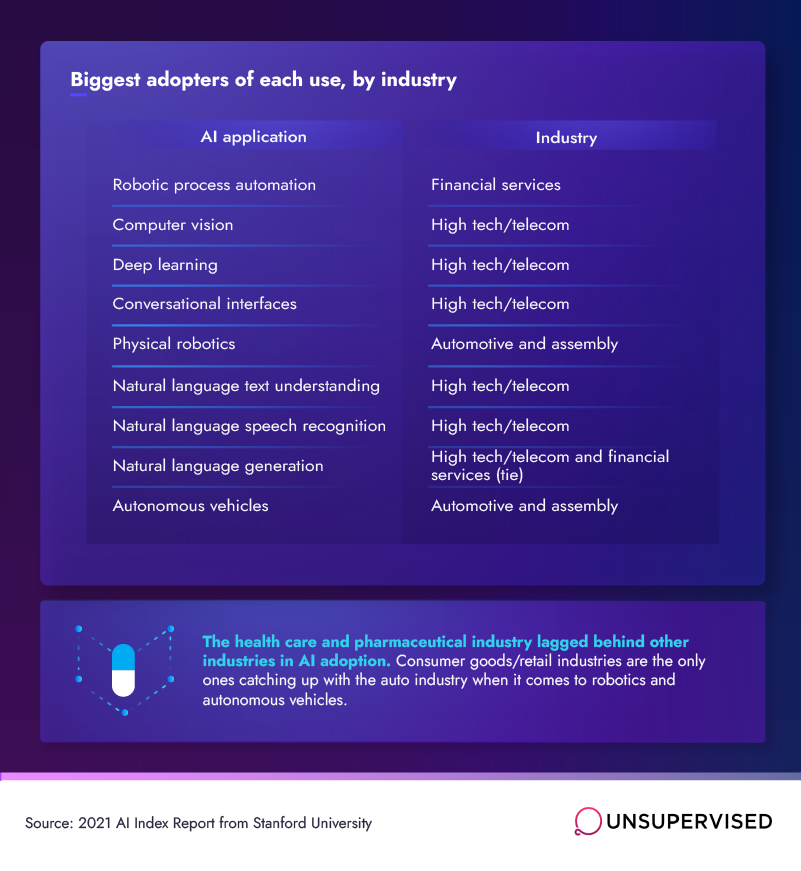 Biggest adopters of each use, by industry
AI application Industry
Robotic process automation Financial services
Computer vision High tech/telecom
Deep learning High tech/telecom
Conversational interfaces High tech/telecom
Physical robotics Automotive and assembly
Natural language text understanding High tech/telecom
Natural language speech recognition High tech/telecom
Natural language generation High tech/telecom and financial
services (tie)
Autonomous vehicles Automotive and assembly
The health care and pharmaceutical industry lagged behind other
industries in AI adoption. Consumer goods/retail industries are the only
ones catching up with the auto industry when it comes to robotics and
autonomous vehicles.
Source: 2021 AI Index Report from Stanford University
UNSUPERVISED